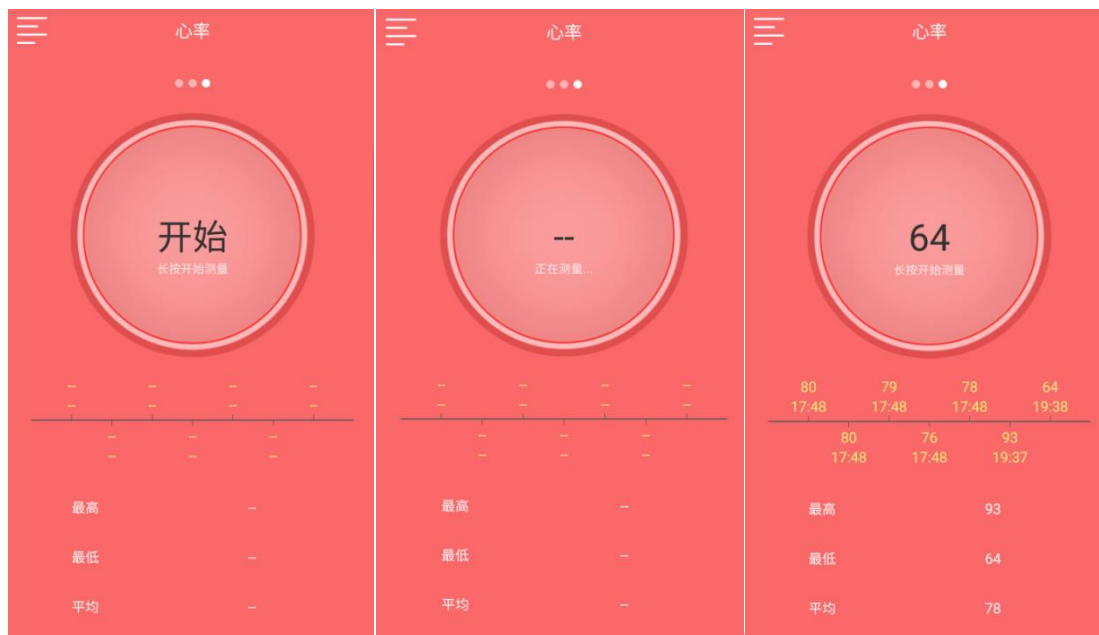 心率
开始
长按开始测量
-- -- -- --
-- -- -- --
-- -- --
-- -- --
最高 --
最低 --
平均 --
心率
--
正在测量...
-- -- -- --
-- -- -- --
-- -- --
-- -- --
最高 --
最低 --
平均 --
心率
64
长按开始测量
80 79 78 64
17:48 17:48 17:48 19:38
80 76 93
17:48 17:48 19:37
最高 93
最低 64
平均 78